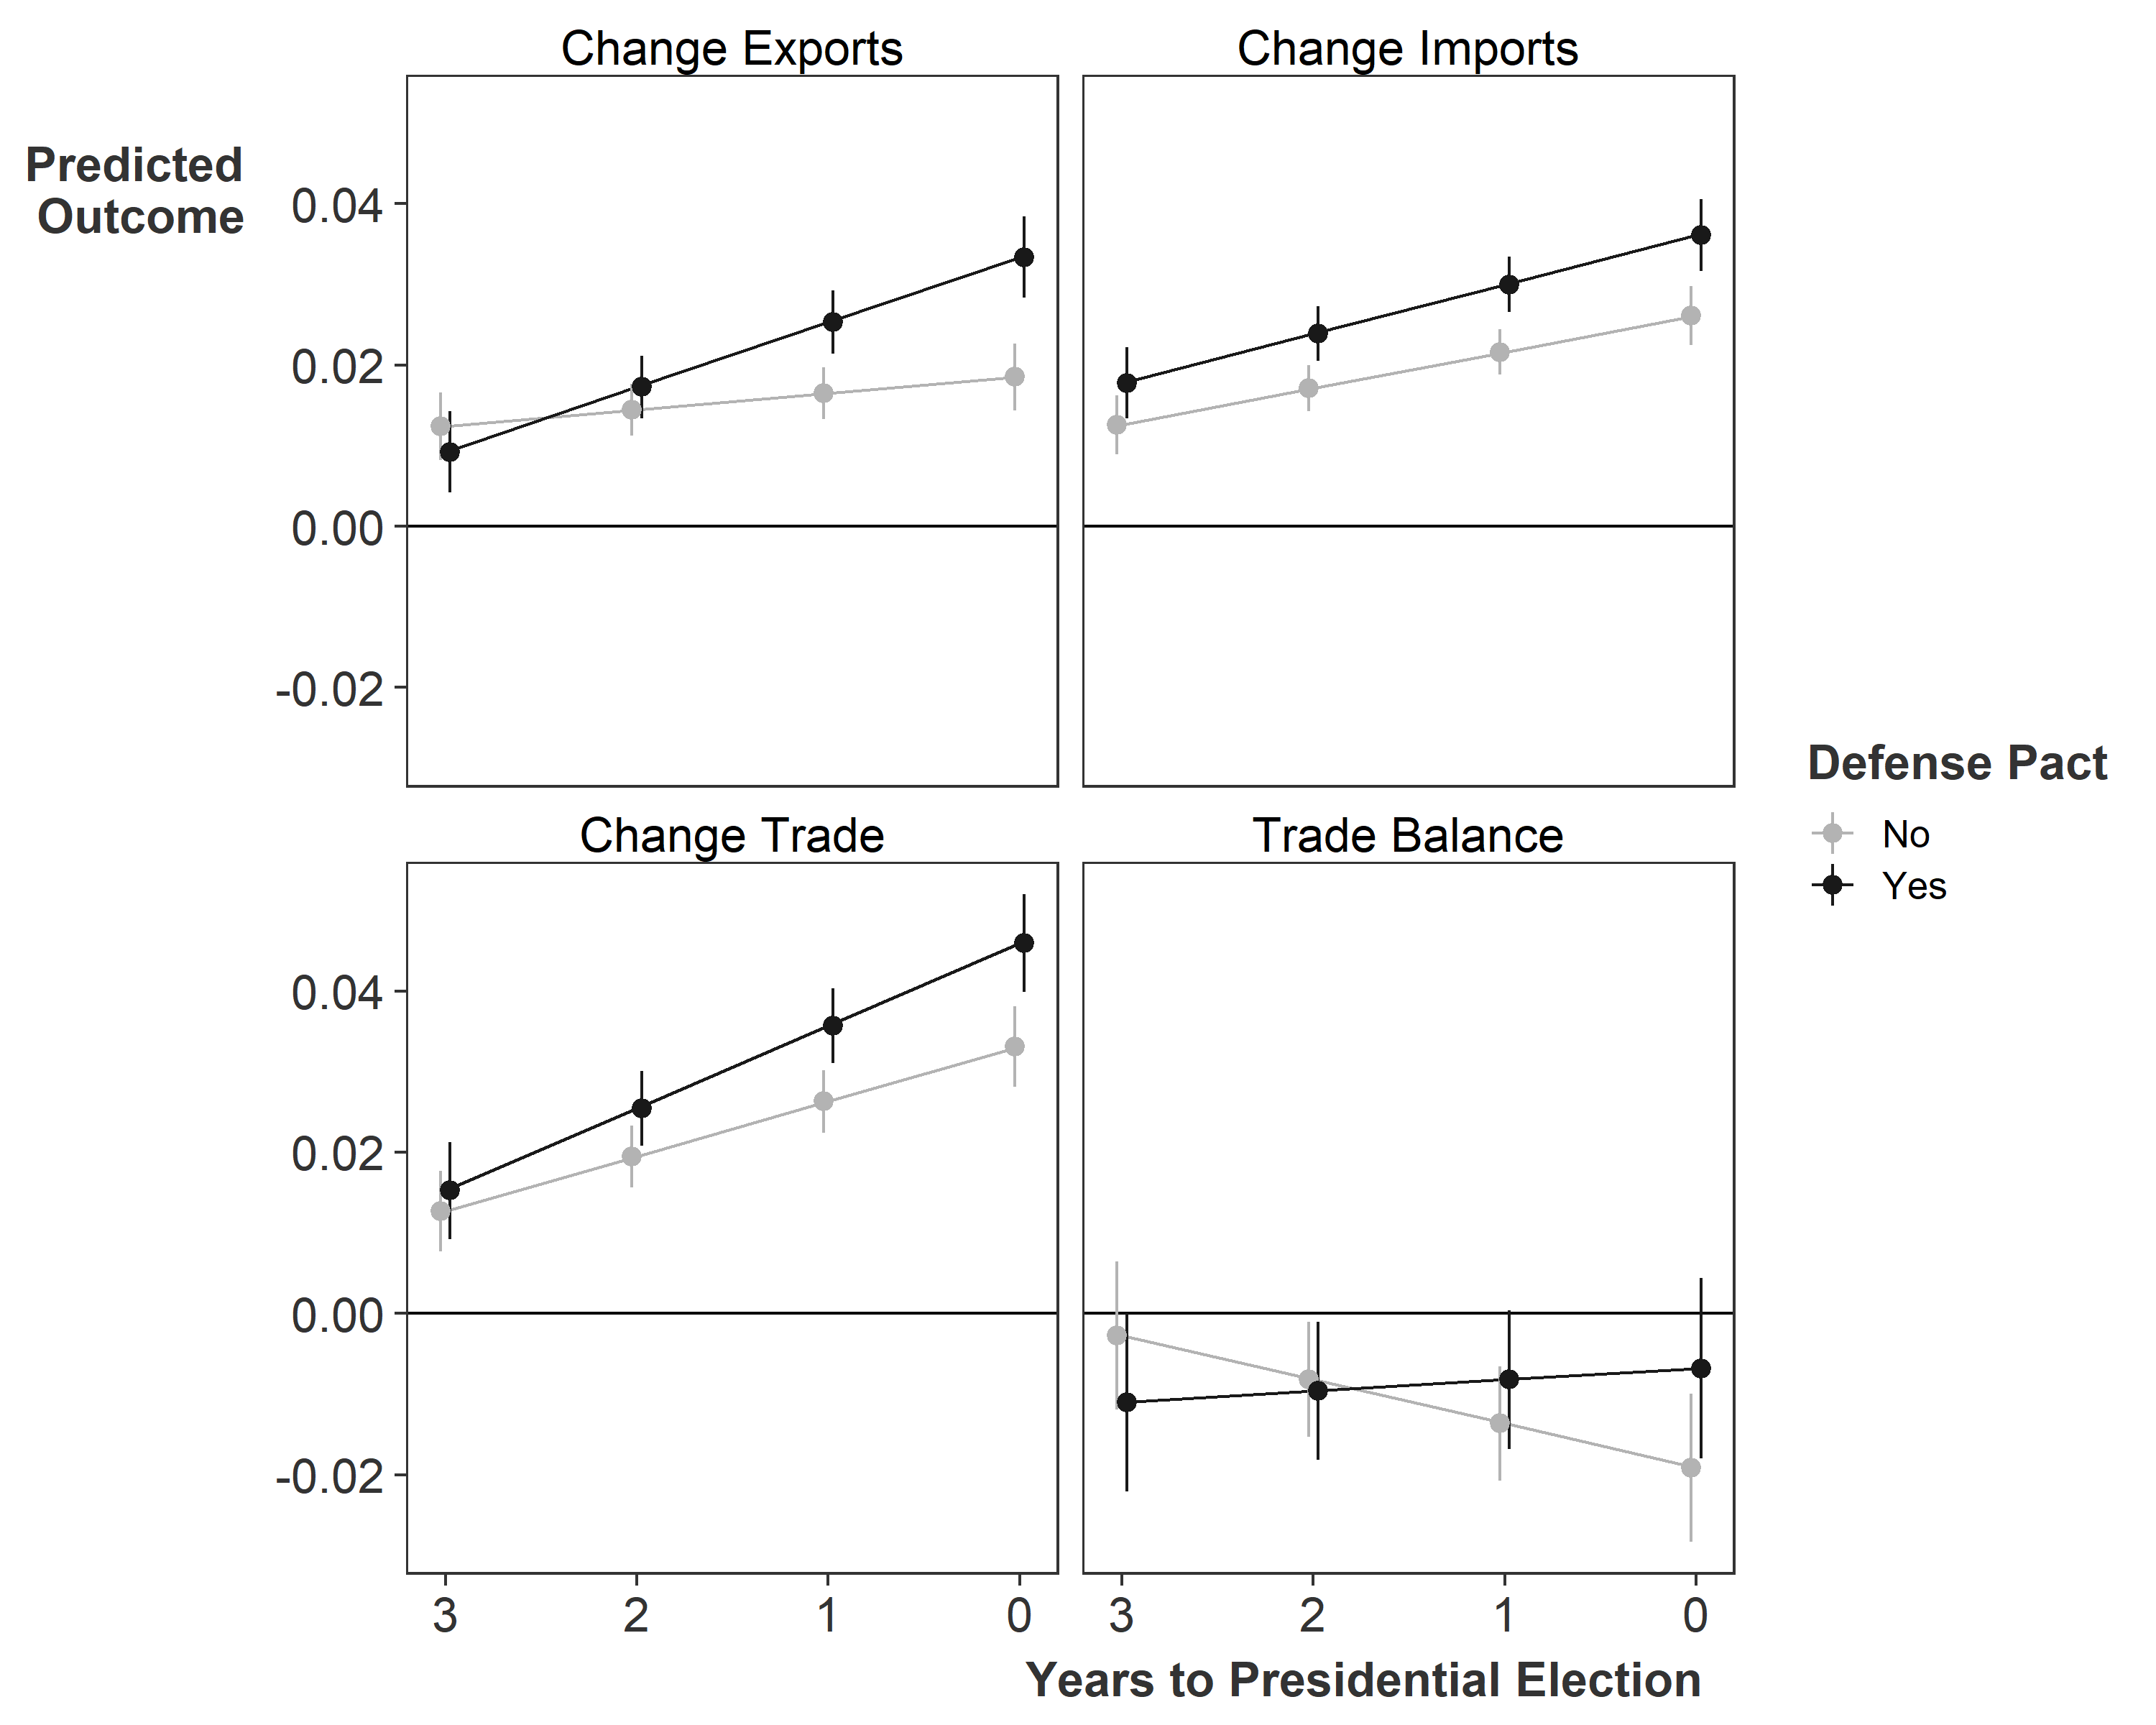 Change Exports
Change Imports
Predicted
Outcome
0.04
0.02
0.00
-0.02
Change Trade
Trade Balance
0.04
0.02
0.00
-0.02
3 2 1 0
3 2 1 0
Years to Presidential Election
Defense Pact
No
Yes